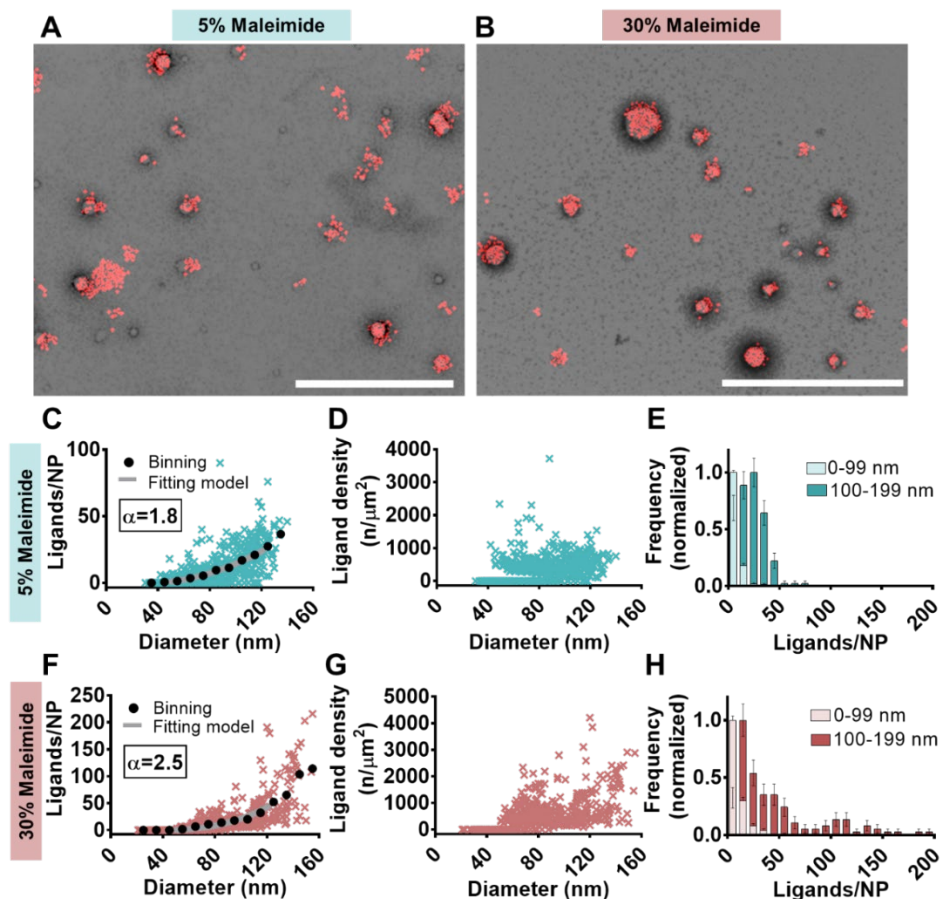 A 5% Maleimide
B 30% Maleimide
5% Maleimide
C
Ligands/NP
100
50
0
Binning
Fitting model
α=1.8
0 40 80 120 160
Diameter (nm)
D
Ligand density
(n/μm²)
4000
3000
2000
1000
0
0 40 80 120 160
Diameter (nm)
E
Frequency
(normalized)
1.0
0.5
0.0
0-99 nm
100-199 nm
0 50 100 150 200
Ligands/NP
30% Maleimide
F
Ligands/NP
250
200
150
100
50
0
Binning
Fitting model
α=2.5
0 40 80 120 160
Diameter (nm)
G
Ligand density
(n/μm²)
5000
4000
3000
2000
1000
0
0 40 80 120 160
Diameter (nm)
H
Frequency
(normalized)
1.0
0.5
0.0
0-99 nm
100-199 nm
0 50 100 150 200
Ligands/NP